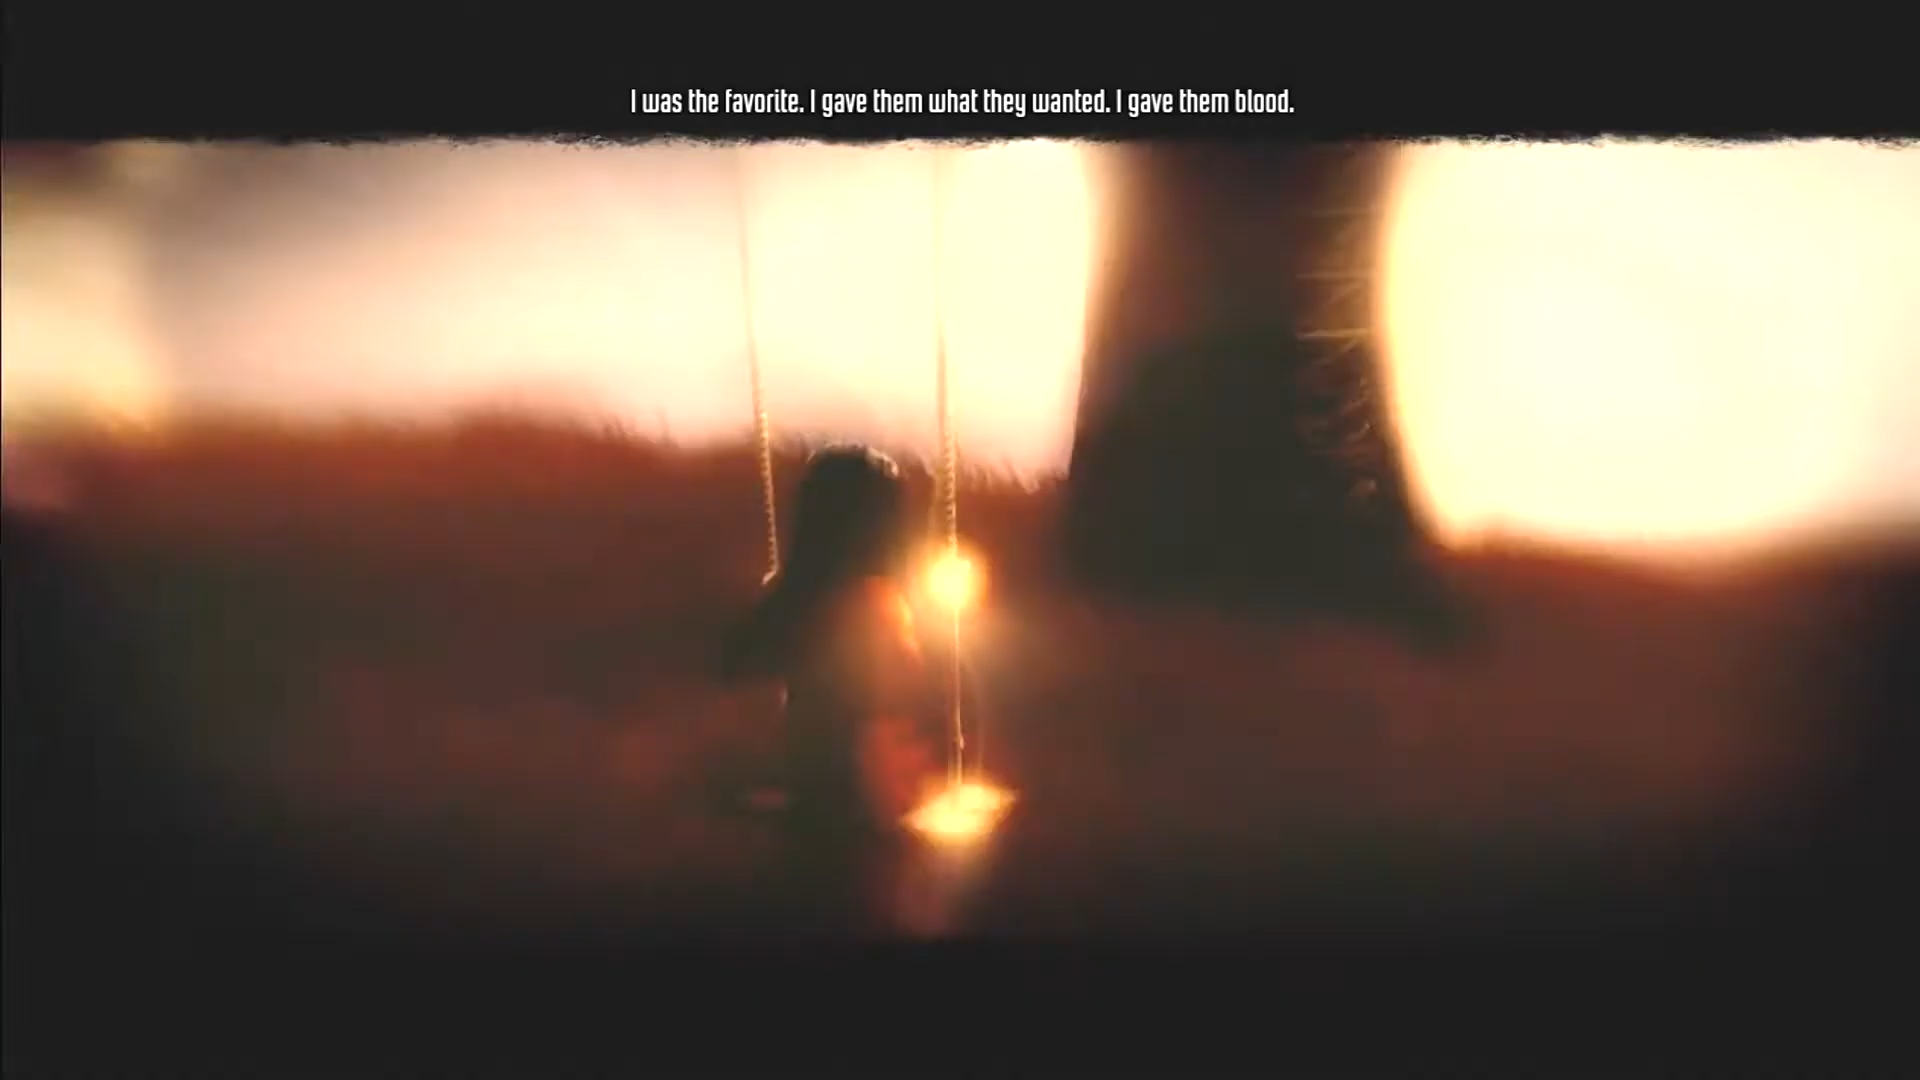 I was the favorite. I gave them what they wanted. I gave them blood.